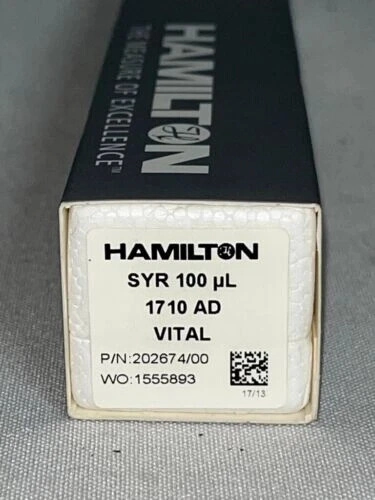 HAMILTON
THE MEASURE OF EXCELLENCE™
HAMILTON
SYR 100 µL
1710 AD
VITAL
P/N:202674/00
WO:1555893
17/13